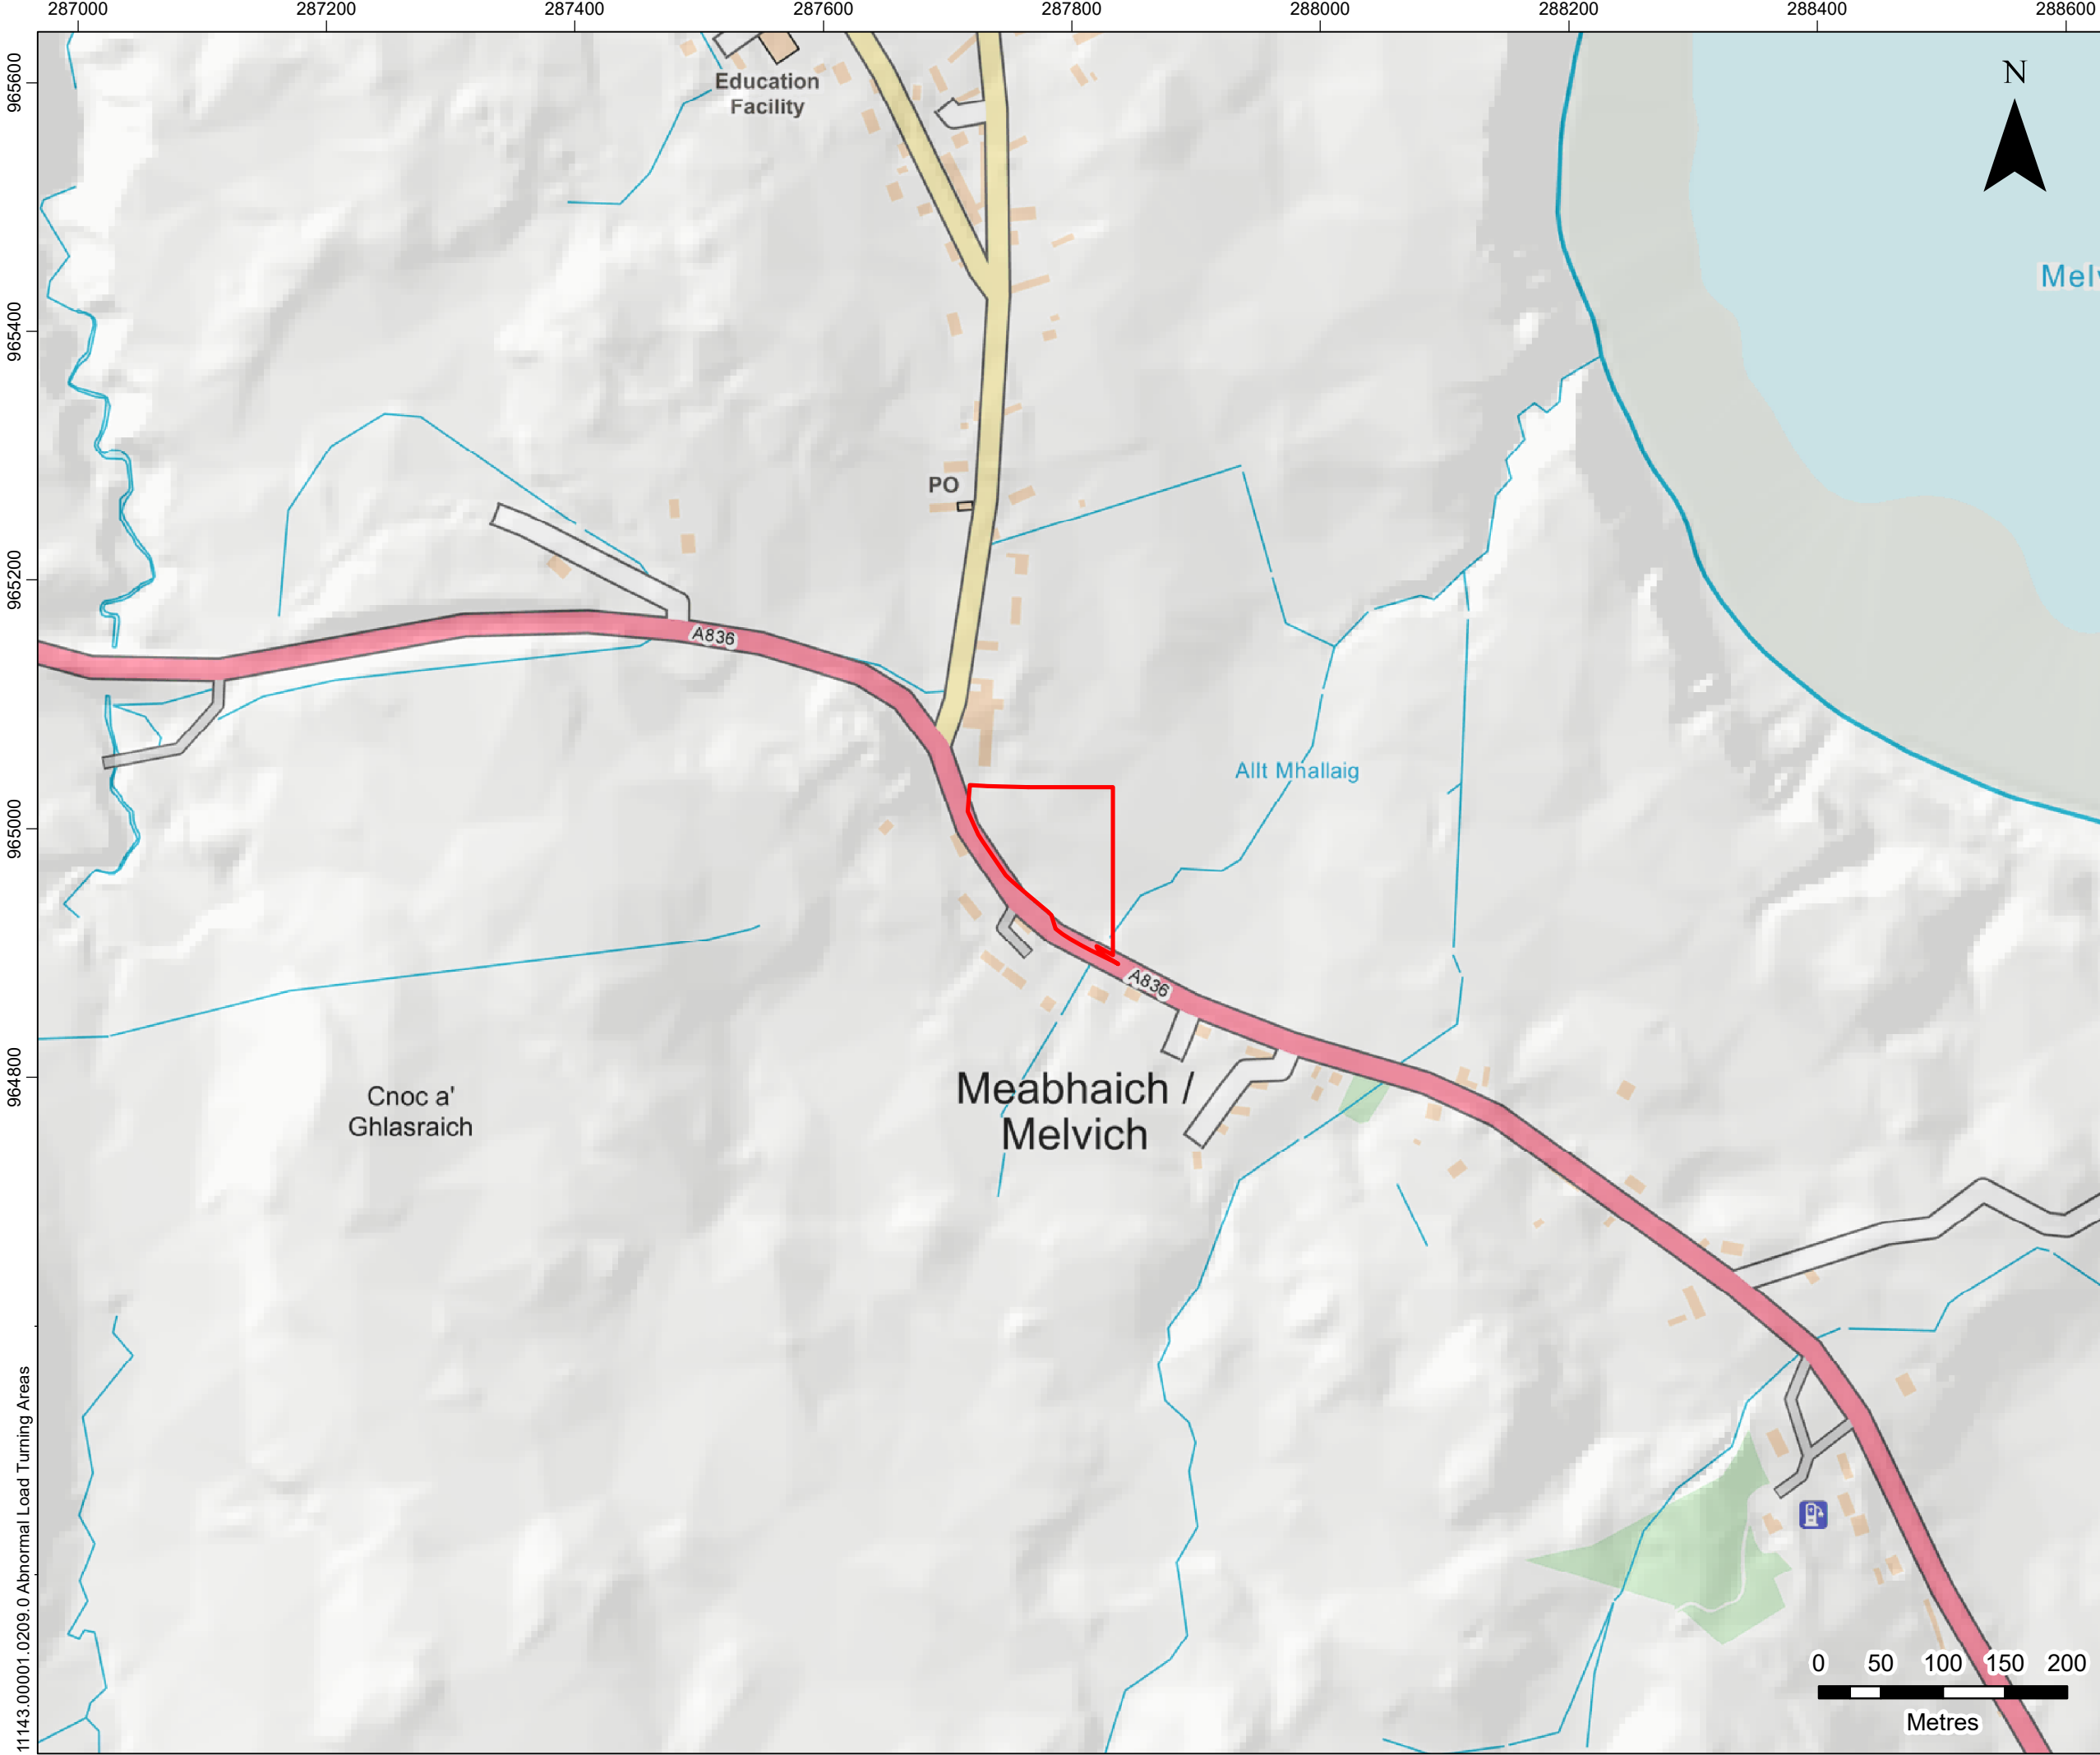 287000 287200 287400 287600 287800 288000 288200 288400 288600
965600
965400
965200
965000
964800
N
Education
Facility
Mel
PO
A836
Allt Mhallaig
A836
Meabhaich /
Melvich
Cnoc a'
Ghlasraich
0 50 100 150 200
Metres
11143.00001.0209.0 Abnormal Load Turning Areas